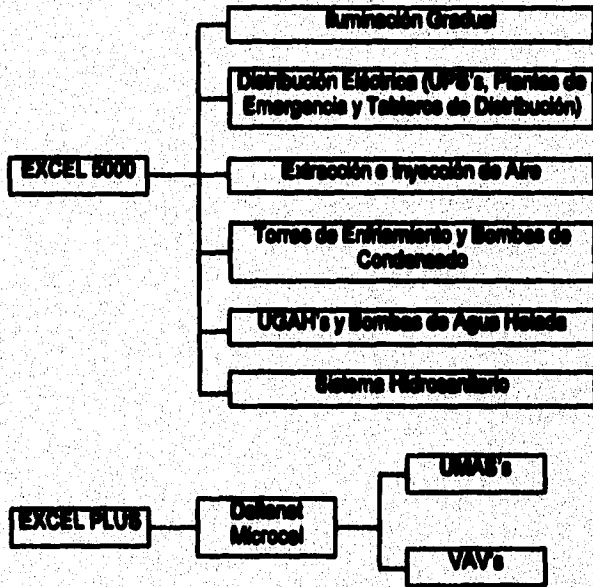 Iluminación Gradual
Distribución Eléctrica (UPS's, Plantas de
Emergencia y Tableros de Distribución)
EXCEL 5000
Extracción e Inyección de Aire
Torres de Enfriamiento y Bombas de
Condensado
UGAH's y Bombas de Agua Helada
Sistema Hidrosanitario
UMAS's
EXCEL PLUS
Deltanet
Microcel
VAV's